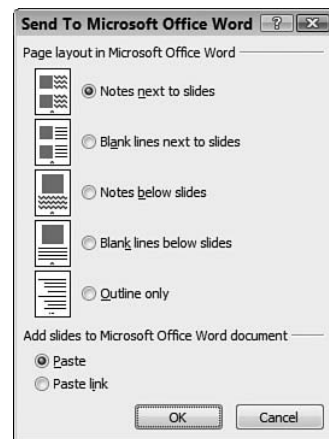 Send To Microsoft Office Word
Page layout in Microsoft Office Word
Notes next to slides
Blank lines next to slides
Notes below slides
Blank lines below slides
Outline only
Add slides to Microsoft Office Word document
Paste
Paste link
OK Cancel